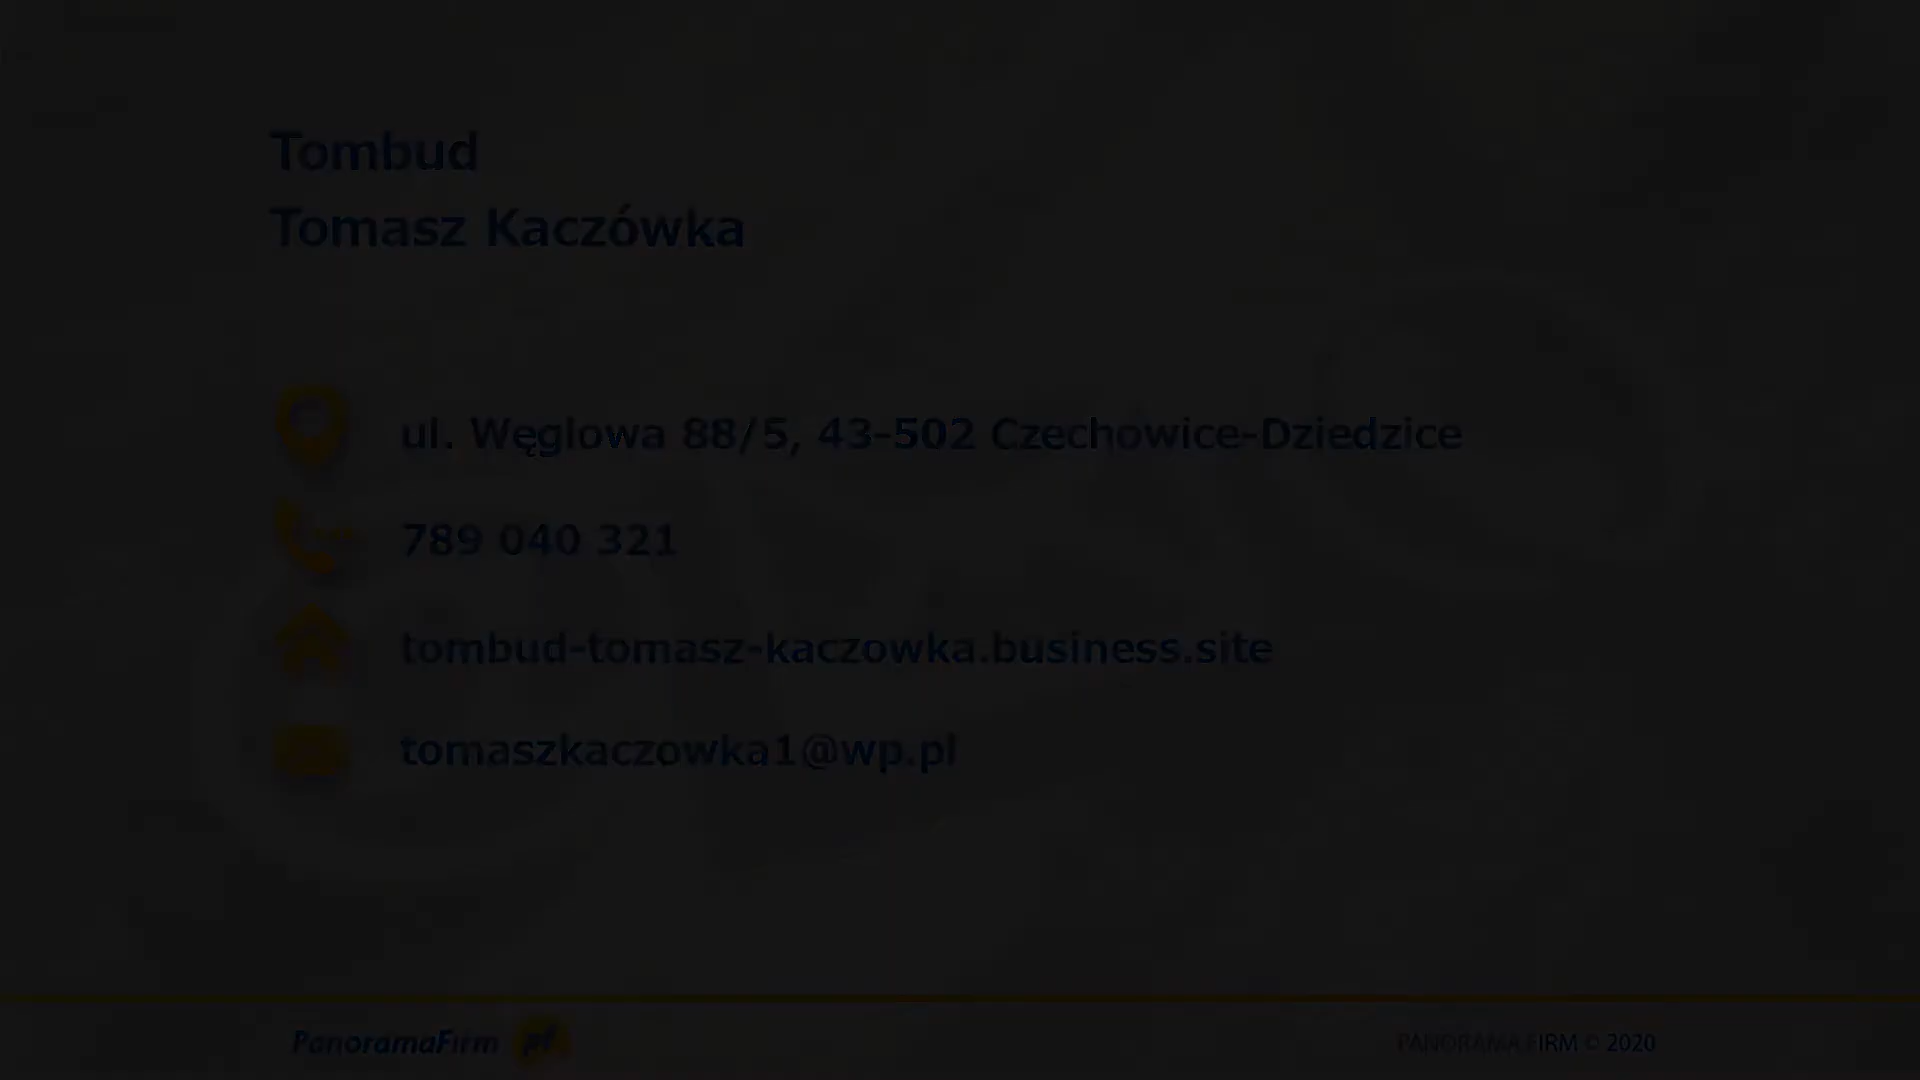 Tombud
Tomasz Kaczówka
ul. Węglowa 88/5, 43-502 Czechowice-Dziedzice
789 040 321
tombud-tomasz-kaczowka.business.site
tomaszkaczowka1@wp.pl
PanoramaFirm pf
PANORAMA FIRM © 2020